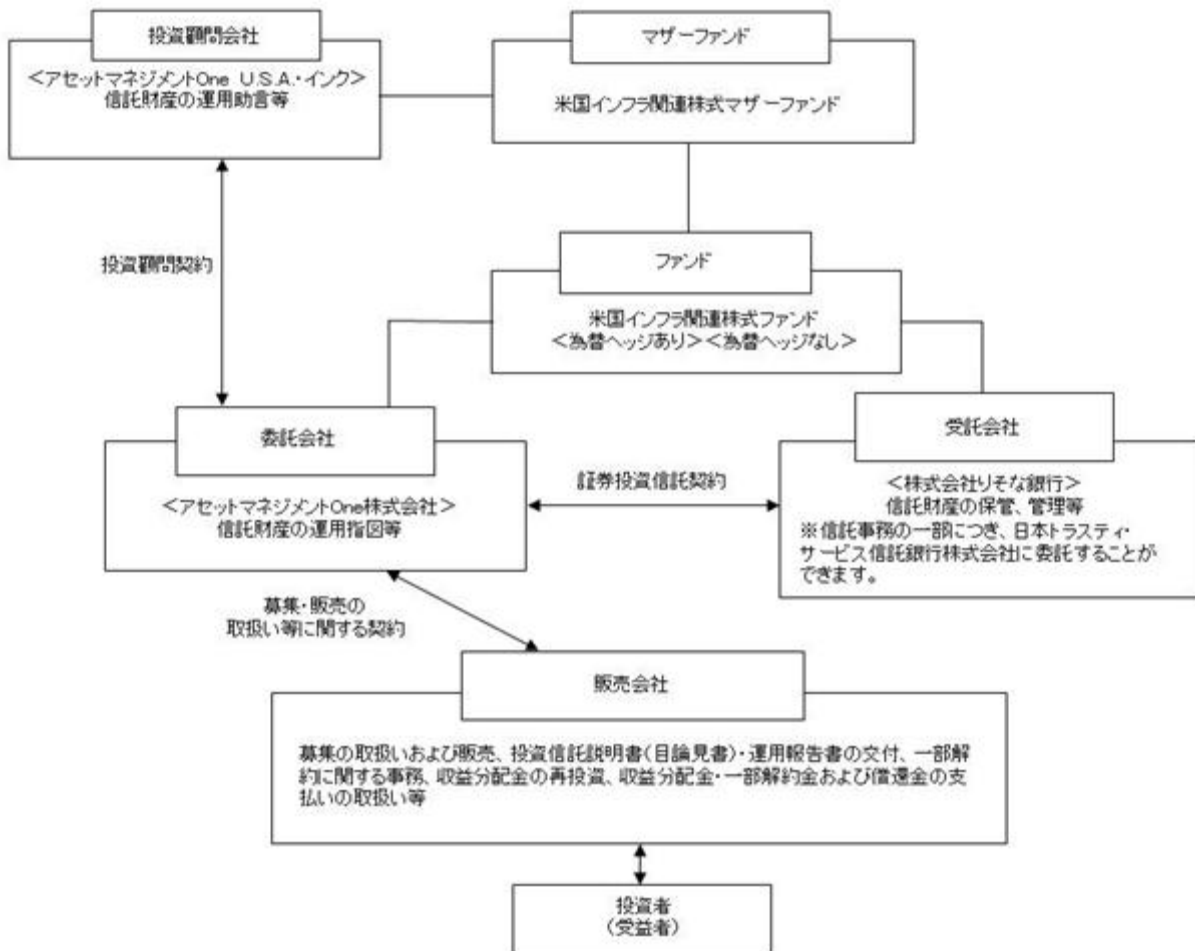 投資顧問会社
＜アセットマネジメントOne U.S.A.・インク＞
信託財産の運用助言等
マザーファンド
米国インフラ関連株式マザーファンド
投資顧問契約
ファンド
米国インフラ関連株式ファンド
＜為替ヘッジあり＞＜為替ヘッジなし＞
委託会社
＜アセットマネジメントOne株式会社＞
信託財産の運用指図等
証券投資信託契約
受託会社
＜株式会社りそな銀行＞
信託財産の保管、管理等
※信託事務の一部につき、日本トラスティ・
サービス信託銀行株式会社に委託することが
できます。
募集・販売の
取扱い等に関する契約
販売会社
募集の取扱いおよび販売、投資信託説明書(目論見書)・運用報告書の交付、一部解
約に関する事務、収益分配金の再投資、収益分配金・一部解約金および償還金の支
払いの取扱い等
投資者
(受益者)